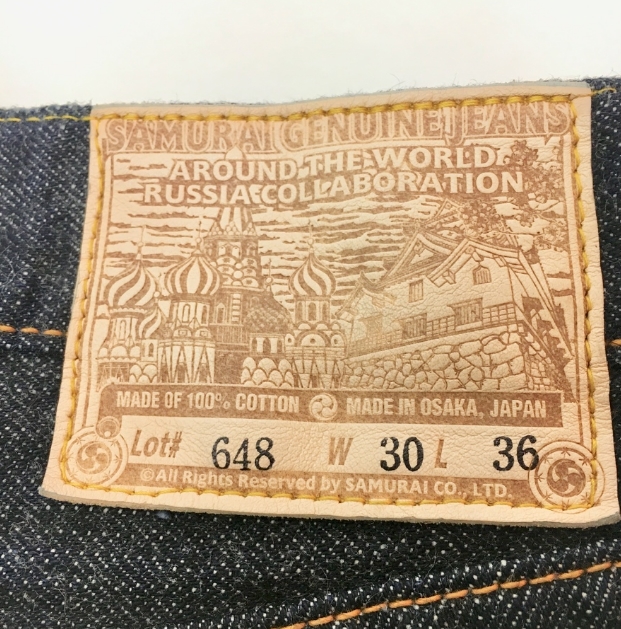 SAMURAI GENUINE JEANS
AROUND THE WORLD
RUSSIA COLLABORATION
MADE OF 100% COTTON MADE IN OSAKA, JAPAN
Lot# 648 W 30 L 36
©All Rights Reserved by SAMURAI CO., LTD.